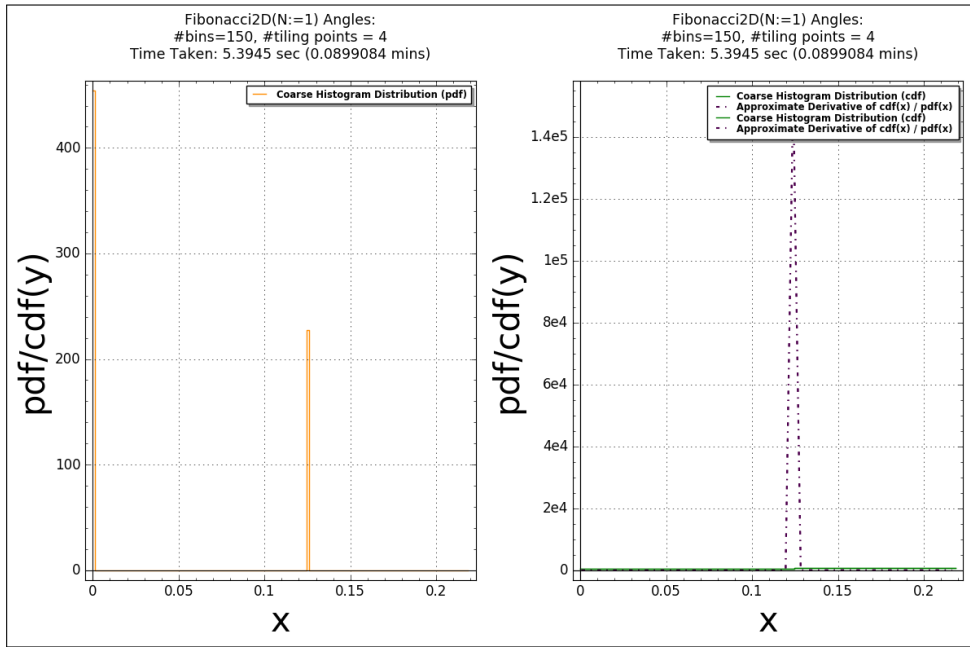 Fibonacci2D(N:=1) Angles:
#bins=150, #tiling points = 4
Time Taken: 5.3945 sec (0.0899084 mins)
Coarse Histogram Distribution (pdf)
400
300
200
100
0
pdf/cdf(y)
0
0.05
0.1
0.15
0.2
x
Fibonacci2D(N:=1) Angles:
#bins=150, #tiling points = 4
Time Taken: 5.3945 sec (0.0899084 mins)
Coarse Histogram Distribution (cdf)
Approximate Derivative of cdf(x) / pdf(x)
Coarse Histogram Distribution (cdf)
Approximate Derivative of cdf(x) / pdf(x)
1.4e5
1.2e5
1e5
8e4
6e4
4e4
2e4
0
pdf/cdf(y)
0
0.05
0.1
0.15
0.2
x